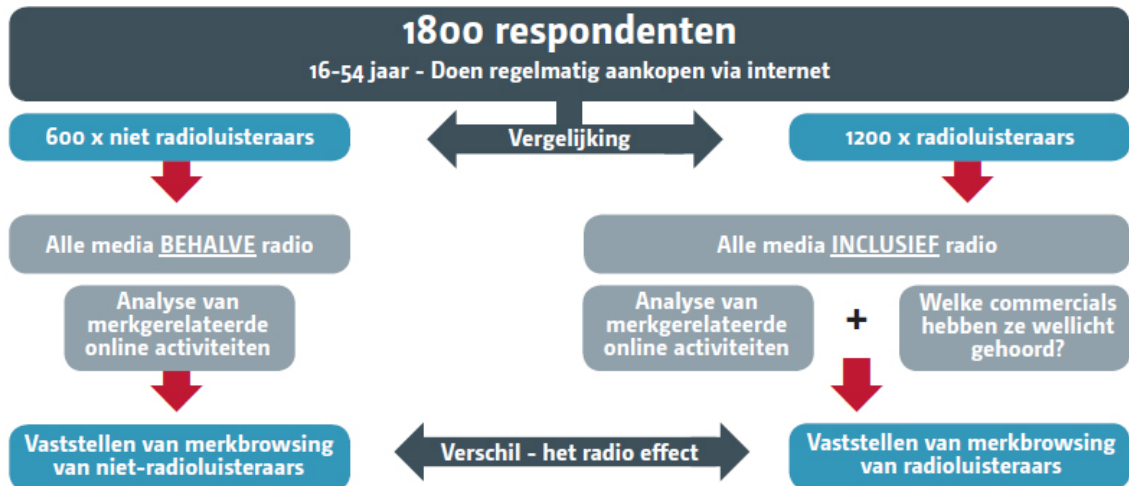 1800 respondenten
16-54 jaar - Doen regelmatig aankopen via internet
600 x niet radioluisteraars
Vergelijking
1200 x radioluisteraars
Alle media BEHALVE radio
Alle media INCLUSIEF radio
Analyse van
merkgerelateerde
online activiteiten
Analyse van
merkgerelateerde
online activiteiten
+
Welke commercials
hebben ze wellicht
gehoord?
Vaststellen van merkbrowsing
van niet-radioluisteraars
Verschil - het radio effect
Vaststellen van merkbrowsing
van radioluisteraars